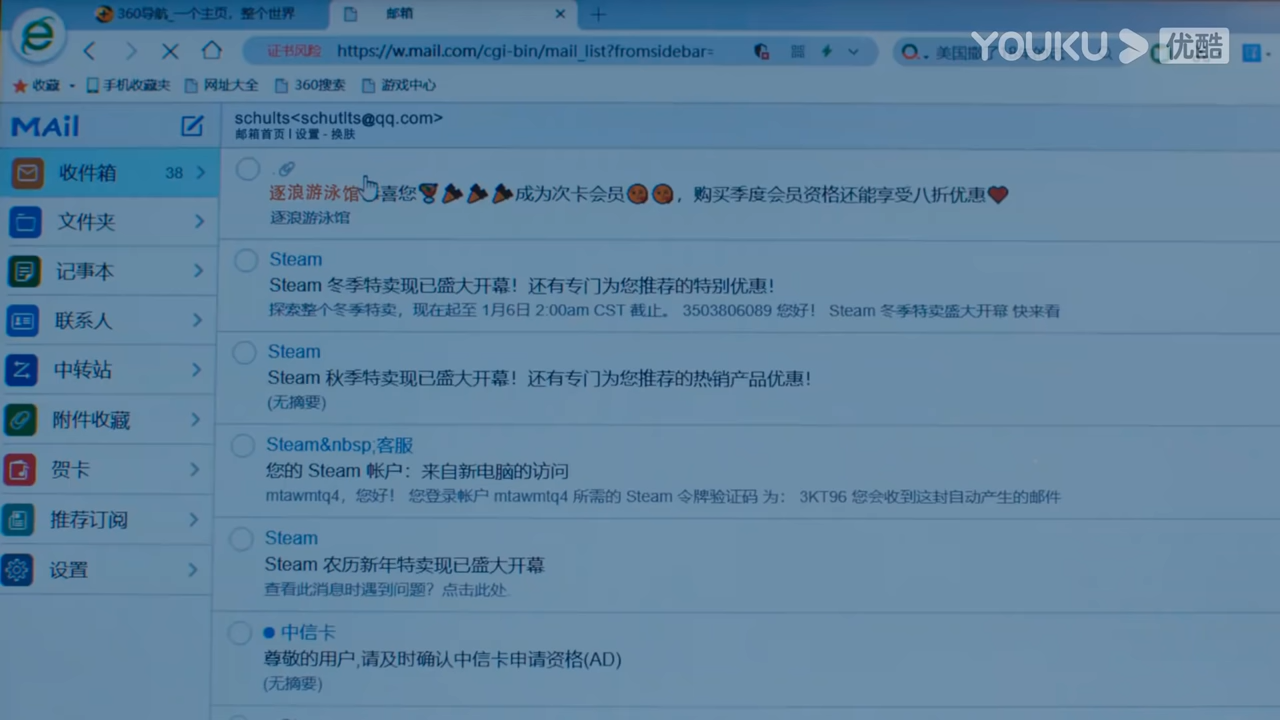 360导航_一个主页，整个世界
邮箱
证书风险 https://w.mail.com/cgi-bin/mail_list?fromsidebar=
美国
YOUKU 优酷
收藏 手机收藏夹 网址大全 360搜索 游戏中心
MAil
schults<schutlts@qq.com>
邮箱首页 | 设置 - 换肤
收件箱 38
文件夹
记事本
联系人
中转站
附件收藏
贺卡
推荐订阅
设置
逐浪游泳馆 喜您 成为次卡会员 ，购买季度会员资格还能享受八折优惠
逐浪游泳馆
Steam
Steam 冬季特卖现已盛大开幕！还有专门为您推荐的特别优惠！
探索整个冬季特卖，现在起至 1月6日 2:00am CST 截止。 3503806089 您好！ Steam 冬季特卖盛大开幕 快来看
Steam
Steam 秋季特卖现已盛大开幕！还有专门为您推荐的热销产品优惠！
(无摘要)
Steam&nbsp;客服
您的 Steam 帐户：来自新电脑的访问
mtawmtq4，您好！ 您登录帐户 mtawmtq4 所需的 Steam 令牌验证码 为： 3KT96 您会收到这封自动产生的邮件
Steam
Steam 农历新年特卖现已盛大开幕
查看此消息时遇到问题？点击此处.
中信卡
尊敬的用户,请及时确认中信卡申请资格(AD)
(无摘要)